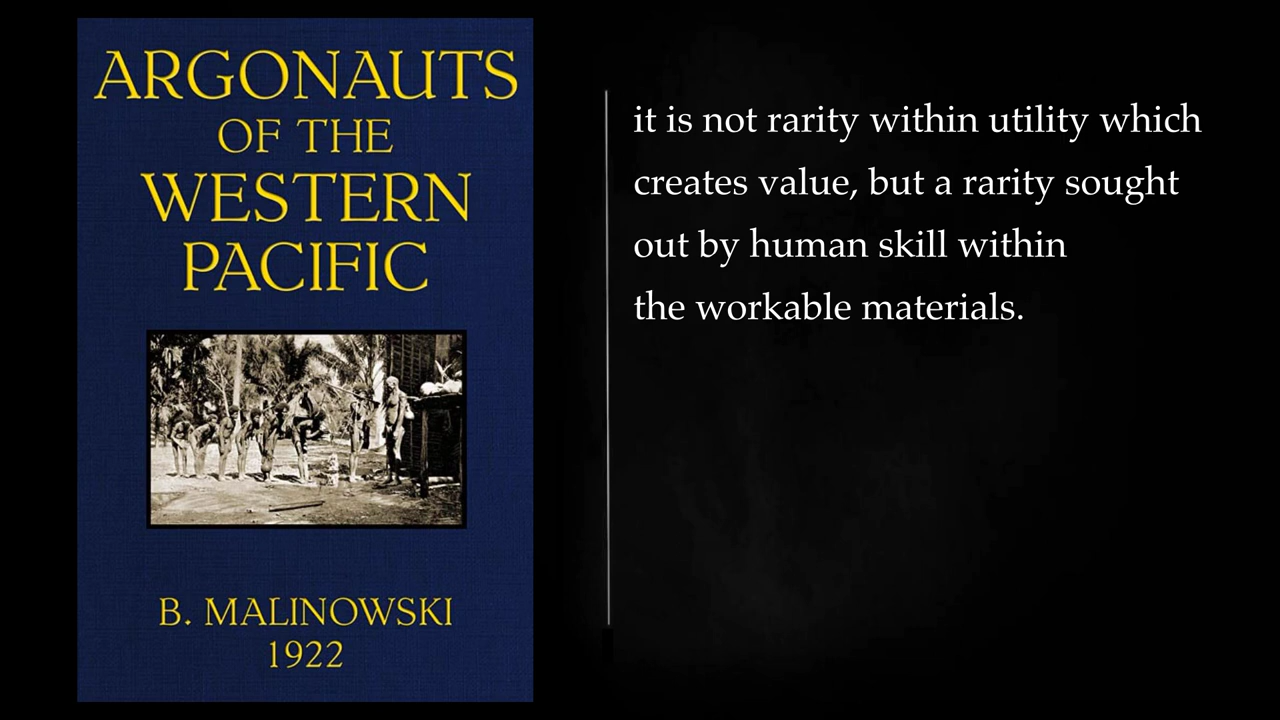 ARGONAUTS
OF THE
WESTERN
PACIFIC
B. MALINOWSKI
1922
it is not rarity within utility which
creates value, but a rarity sought
out by human skill within
the workable materials.